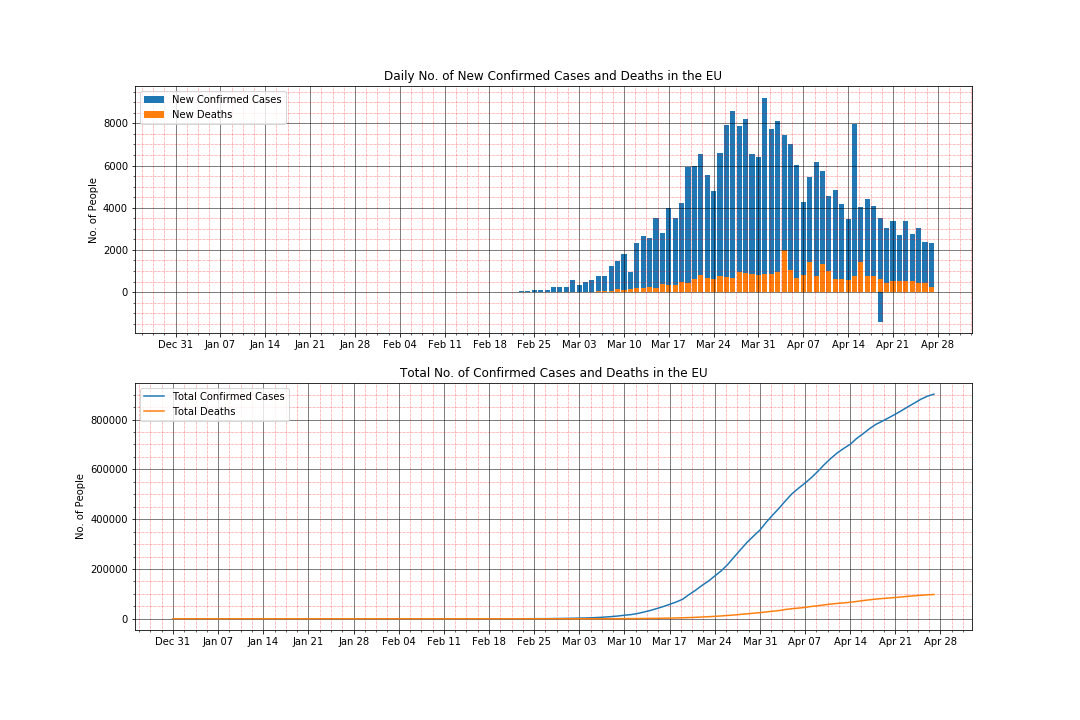 Daily No. of New Confirmed Cases and Deaths in the EU
New Confirmed Cases
New Deaths
8000
6000
4000
2000
0
No. of People
Dec 31 Jan 07 Jan 14 Jan 21 Jan 28 Feb 04 Feb 11 Feb 18 Feb 25 Mar 03 Mar 10 Mar 17 Mar 24 Mar 31 Apr 07 Apr 14 Apr 21 Apr 28
Total No. of Confirmed Cases and Deaths in the EU
Total Confirmed Cases
Total Deaths
800000
600000
400000
200000
0
No. of People
Dec 31 Jan 07 Jan 14 Jan 21 Jan 28 Feb 04 Feb 11 Feb 18 Feb 25 Mar 03 Mar 10 Mar 17 Mar 24 Mar 31 Apr 07 Apr 14 Apr 21 Apr 28